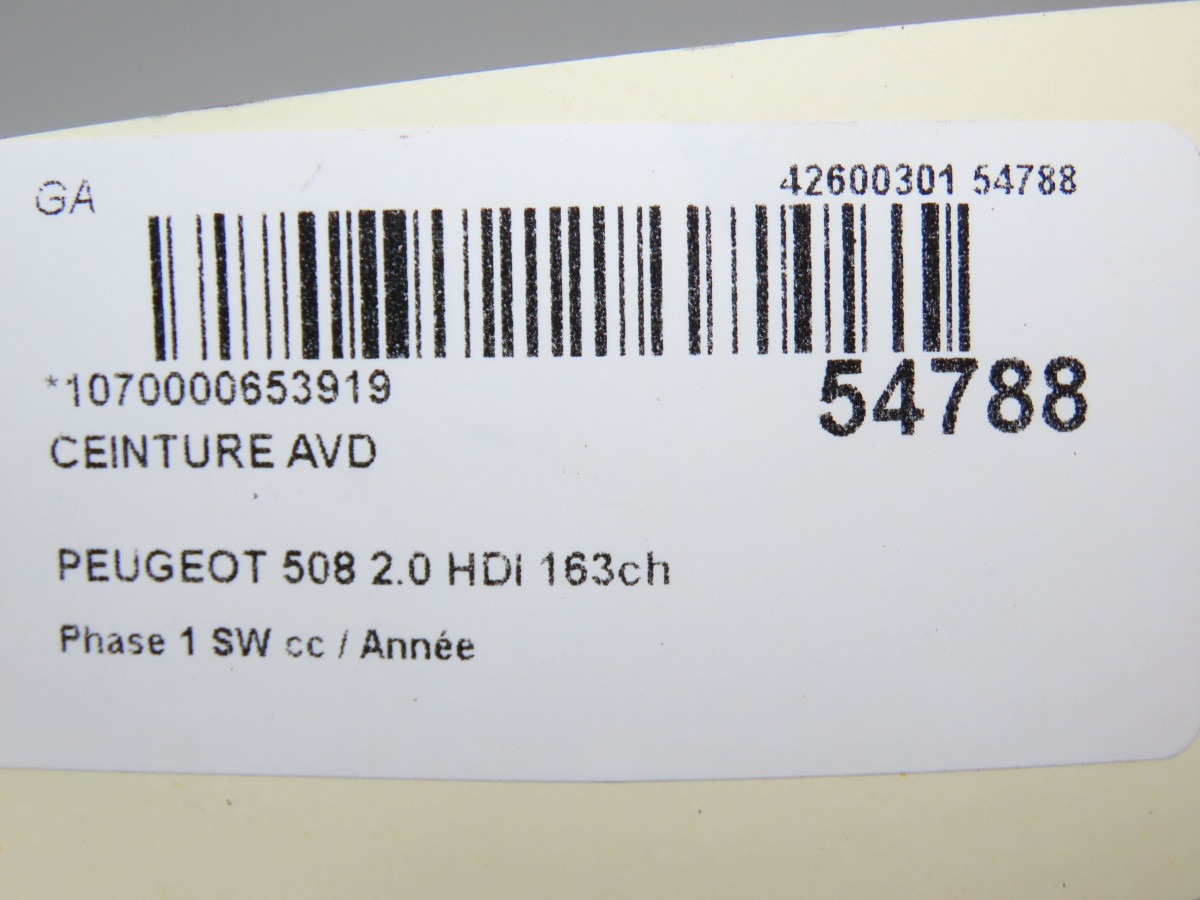 GA
42600301 54788
*1070000653919
54788
CEINTURE AVD
PEUGEOT 508 2.0 HDI 163ch
Phase 1 SW cc / Année